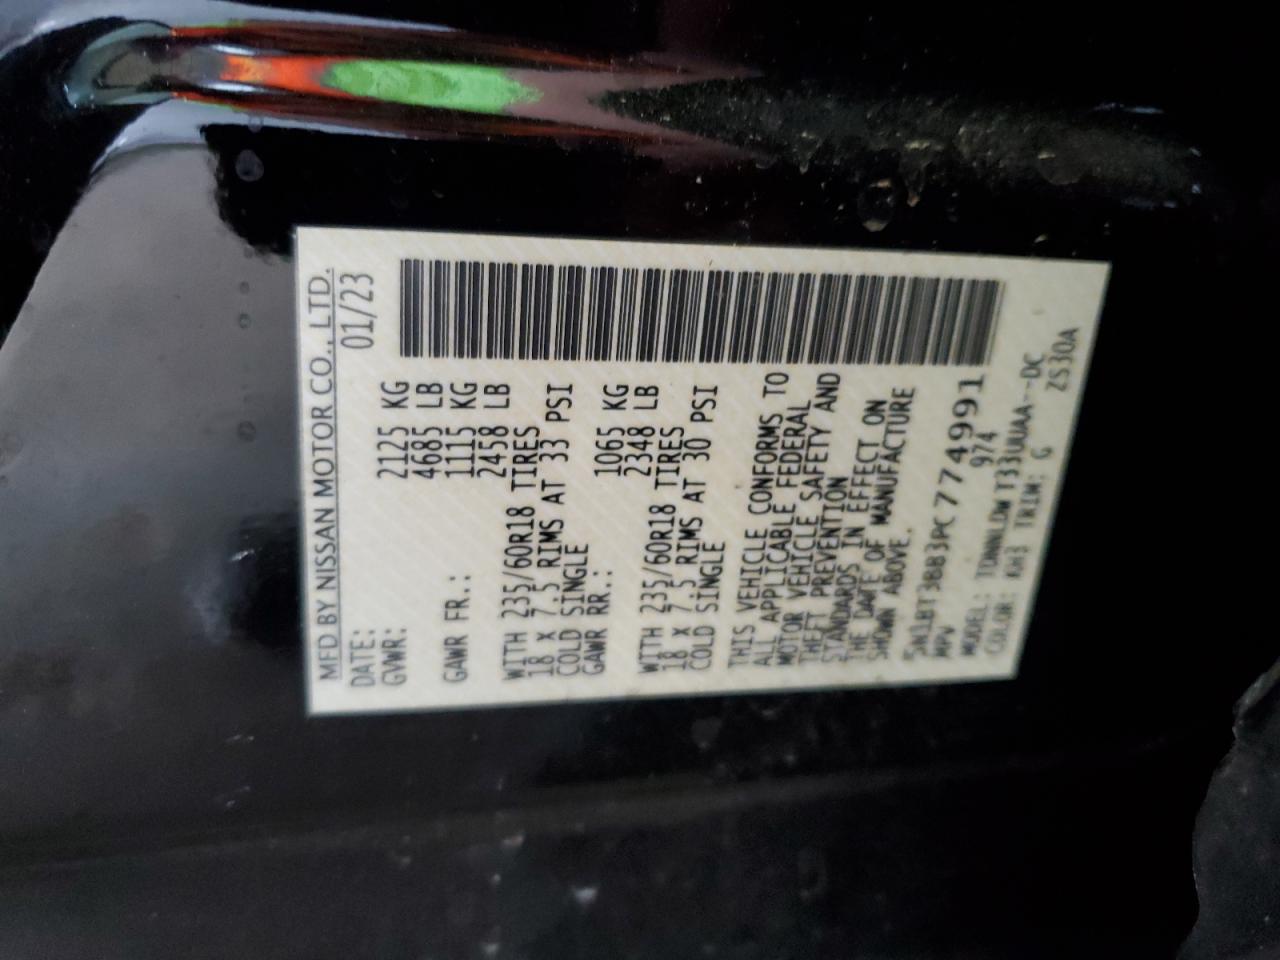 MFD BY NISSAN MOTOR CO., LTD.
DATE: 01/23
GVWR: 2125 KG
4685 LB
GAWR FR.: 1115 KG
2458 LB
WITH 235/60R18 TIRES
18 X 7.5 RIMS AT 33 PSI
COLD SINGLE
GAWR RR.: 1065 KG
2348 LB
WITH 235/60R18 TIRES
18 X 7.5 RIMS AT 30 PSI
COLD SINGLE
THIS VEHICLE CONFORMS TO
ALL APPLICABLE FEDERAL
MOTOR VEHICLE SAFETY AND
THEFT PREVENTION
STANDARDS IN EFFECT ON
THE DATE OF MANUFACTURE
SHOWN ABOVE.
5N1BT3BB3PC774991
MPV 974
MODEL: TDNNLDW T33UUAA--DC
COLOR: KH3 TRIM: G ZS30A